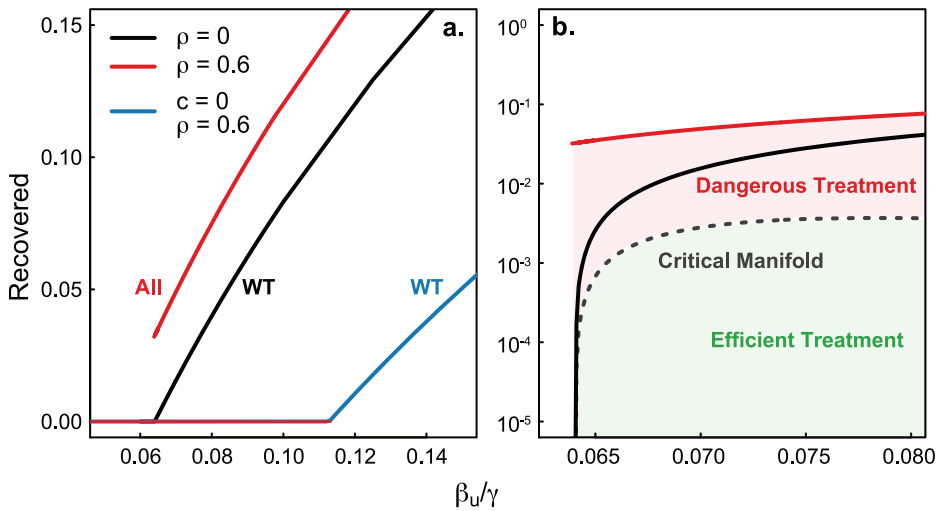 a.
b.
ρ = 0
ρ = 0.6
c = 0
ρ = 0.6
0.15
0.10
0.05
0.00
Recovered
All
WT
WT
0.06
0.08
0.10
0.12
0.14
10⁰
10⁻¹
10⁻²
10⁻³
10⁻⁴
10⁻⁵
Dangerous Treatment
Critical Manifold
Efficient Treatment
0.065
0.070
0.075
0.080
βᵤ/γ